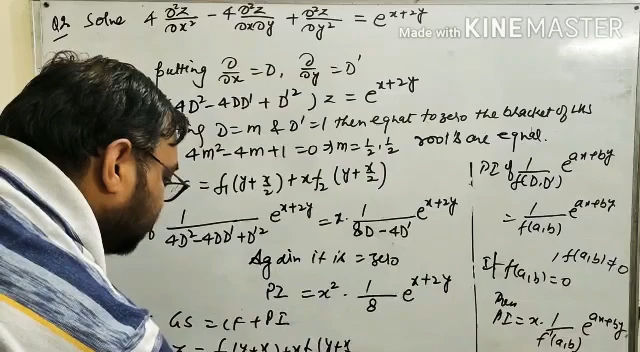 Qs Solve 4 ∂²z/∂x² - 4 ∂²z/∂x∂y + ∂²z/∂y² = e^{x+2y}
Made with KINEMASTER
putting ∂/∂x = D, ∂/∂y = D'
4D² - 4DD' + D'²) z = e^{x+2y}
D = m & D' = 1 then equat to zero the bracket of LHS
4m² - 4m + 1 = 0 ⇒ m = 1/2, 1/2 roots are equal.
= f₁(y + x/2) + x f₂(y + x/2)
1/(4D² - 4DD' + D'²) e^{x+2y} = x · 1/(8D - 4D') e^{x+2y}
Again it is = zero
PI = x² · 1/8 e^{x+2y}
GS = CF + PI
PI of 1/f(D, D') e^{ax+by}
= 1/f(a,b) e^{ax+by}
, f(a,b) ≠ 0
If f(a,b) = 0
Then
PI = x · 1/f'(a,b) e^{ax+by}